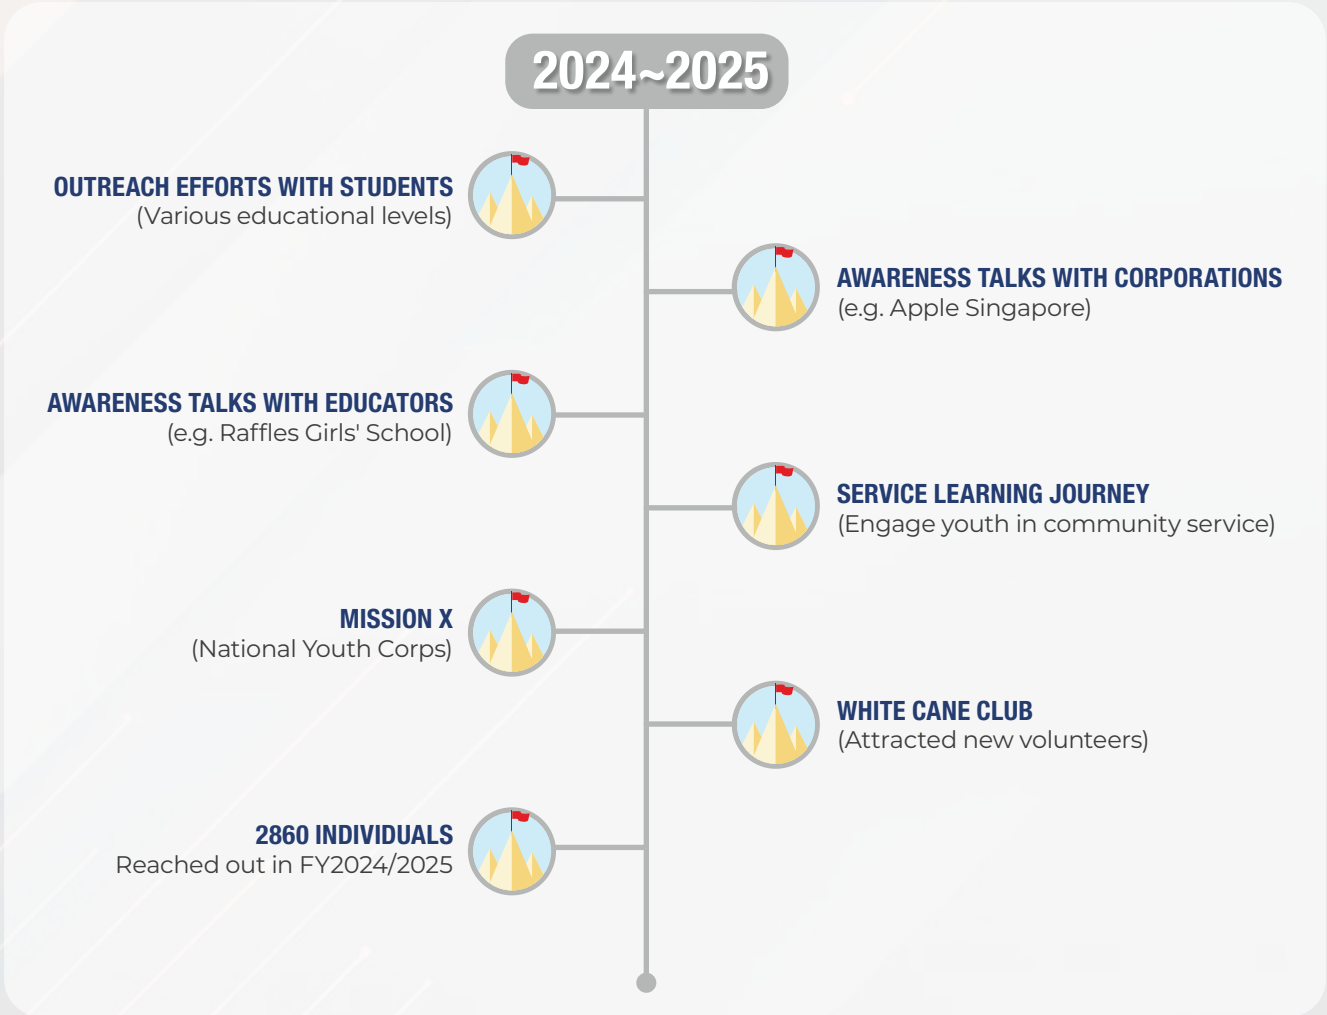 2024~2025
OUTREACH EFFORTS WITH STUDENTS
(Various educational levels)
AWARENESS TALKS WITH CORPORATIONS
(e.g. Apple Singapore)
AWARENESS TALKS WITH EDUCATORS
(e.g. Raffles Girls' School)
SERVICE LEARNING JOURNEY
(Engage youth in community service)
MISSION X
(National Youth Corps)
WHITE CANE CLUB
(Attracted new volunteers)
2860 INDIVIDUALS
Reached out in FY2024/2025